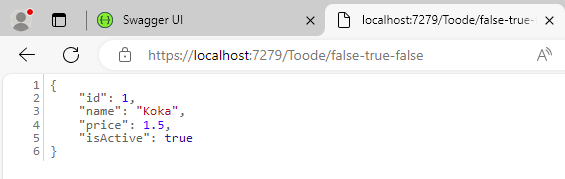 Swagger UI
localhost:7279/Toode/false-true-
https://localhost:7279/Toode/false-true-false
1 {
2 "id": 1,
3 "name": "Koka",
4 "price": 1.5,
5 "isActive": true
6 }